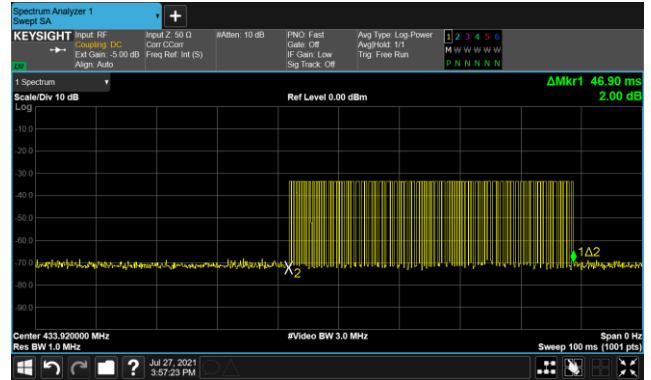 Spectrum Analyzer 1
Swept SA
+
KEYSIGHT Input: RF Input Z: 50 Ω #Atten: 10 dB PNO: Fast Avg Type: Log-Power 1 2 3 4 5 6
Coupling: DC Corr CCorr Gate: Off Avg|Hold: 1/1 M W W W W W
Ext Gain: -5.00 dB Freq Ref: Int (S) IF Gain: Low Trig: Free Run
Align: Auto Sig Track: Off P N N N N N
1 Spectrum ΔMkr1 46.90 ms
Scale/Div 10 dB Ref Level 0.00 dBm 2.00 dB
Log
-10.0
-20.0
-30.0
-40.0
-50.0
-60.0
1Δ2
-70.0
2
-80.0
-90.0
Center 433.920000 MHz #Video BW 3.0 MHz Span 0 Hz
Res BW 1.0 MHz Sweep 100 ms (1001 pts)
? Jul 27, 2021
3:57:23 PM